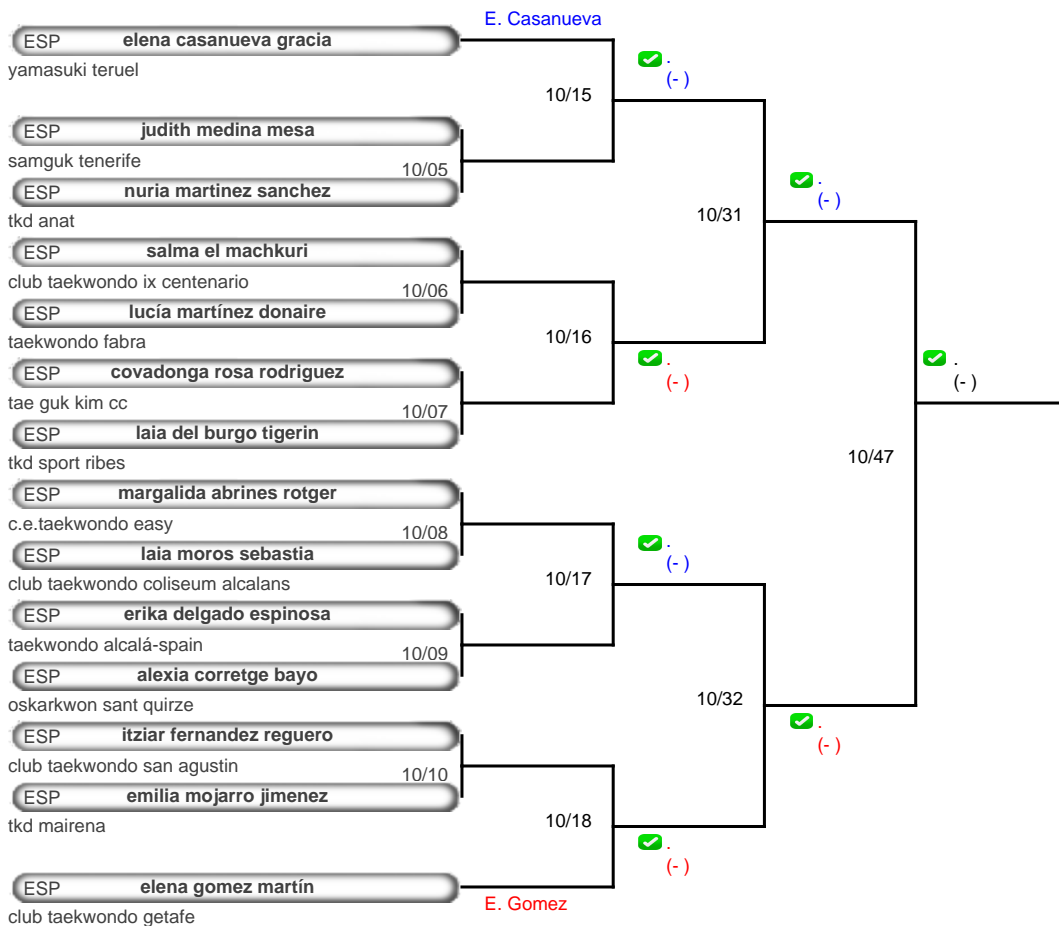 E. Casanueva
ESP elena casanueva gracia
yamasuki teruel
.
(- )
10/15
ESP judith medina mesa
samguk tenerife
10/05
ESP nuria martinez sanchez
tkd anat
.
(- )
10/31
ESP salma el machkuri
club taekwondo ix centenario
10/06
ESP lucía martínez donaire
taekwondo fabra
10/16
.
(- )
ESP covadonga rosa rodriguez
tae guk kim cc
10/07
ESP laia del burgo tigerin
tkd sport ribes
.
(- )
10/47
ESP margalida abrines rotger
c.e.taekwondo easy
10/08
ESP laia moros sebastia
club taekwondo coliseum alcalans
.
(- )
10/17
ESP erika delgado espinosa
taekwondo alcalá-spain
10/09
ESP alexia corretge bayo
oskarkwon sant quirze
10/32
.
(- )
ESP itziar fernandez reguero
club taekwondo san agustin
10/10
ESP emilia mojarro jimenez
tkd mairena
10/18
.
(- )
ESP elena gomez martín
club taekwondo getafe
E. Gomez